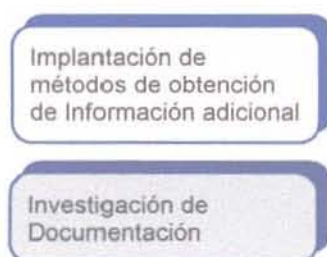 Implantación de
métodos de obtención
de Información adicional
Investigación de
Documentación